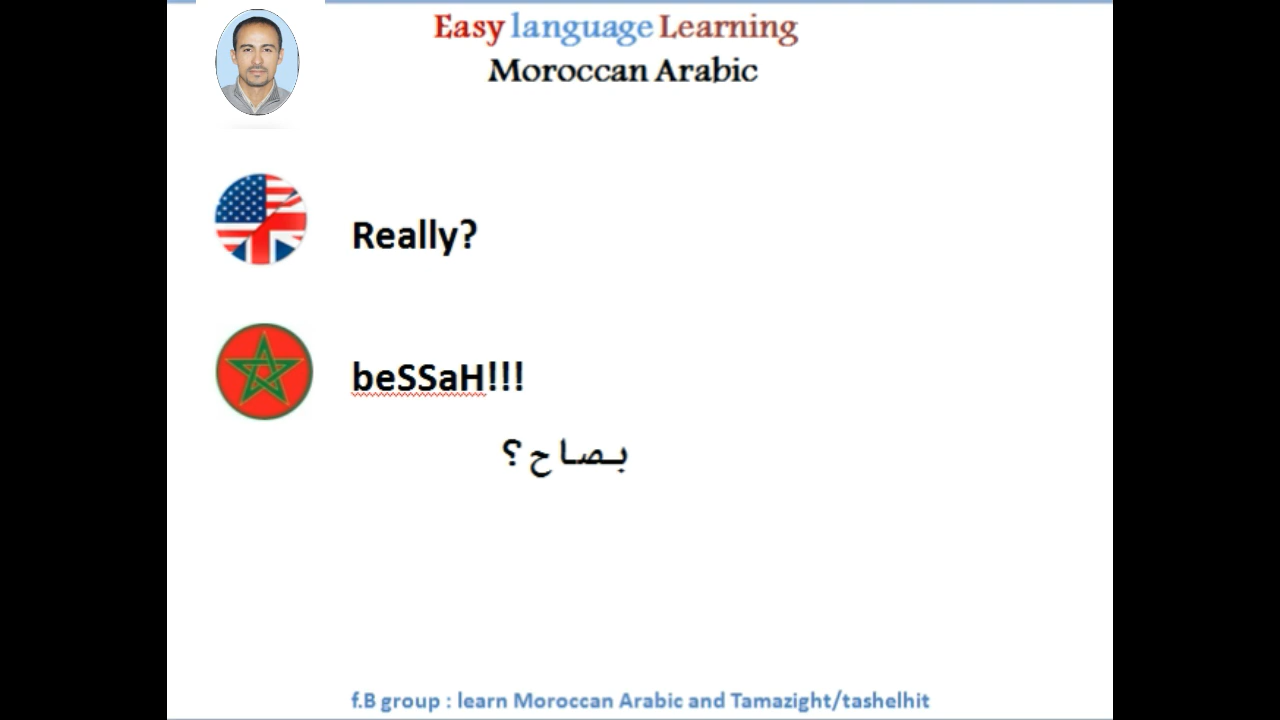 Easy language Learning
Moroccan Arabic
Really?
beSSaH!!!
بصاح؟
f.B group : learn Moroccan Arabic and Tamazight/tashelhit